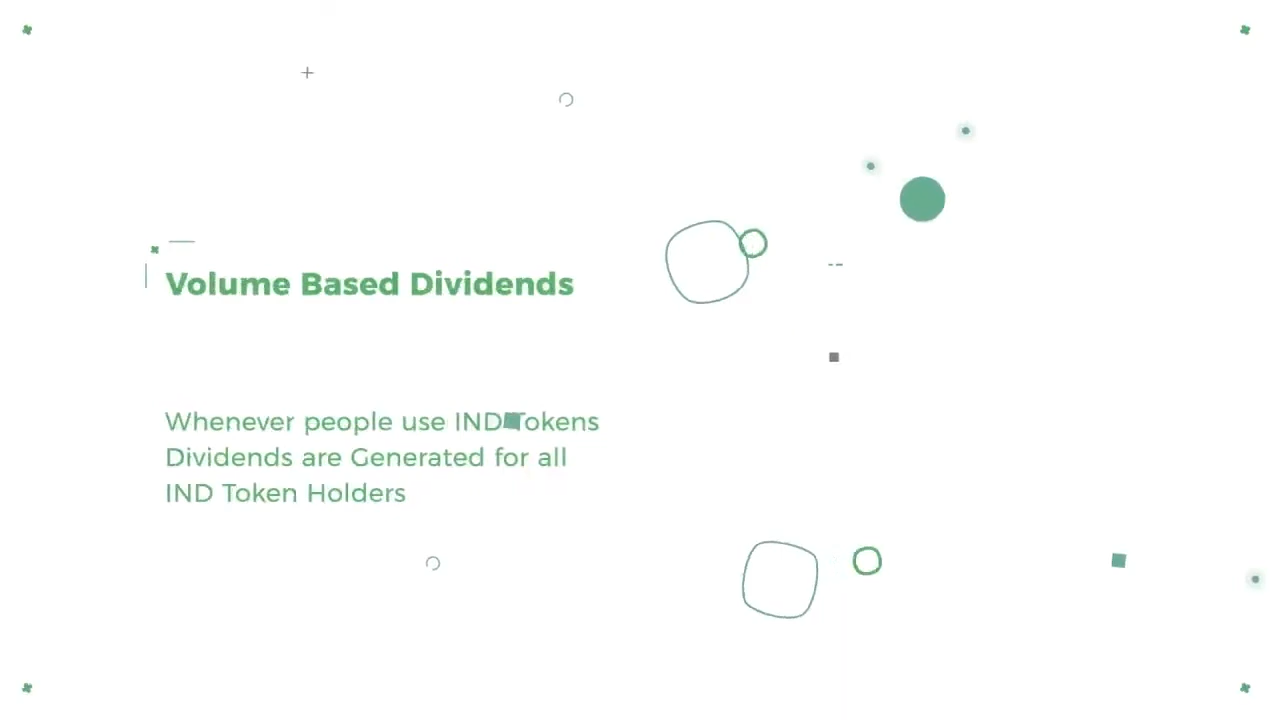 Volume Based Dividends
Whenever people use IND Tokens
Dividends are Generated for all
IND Token Holders